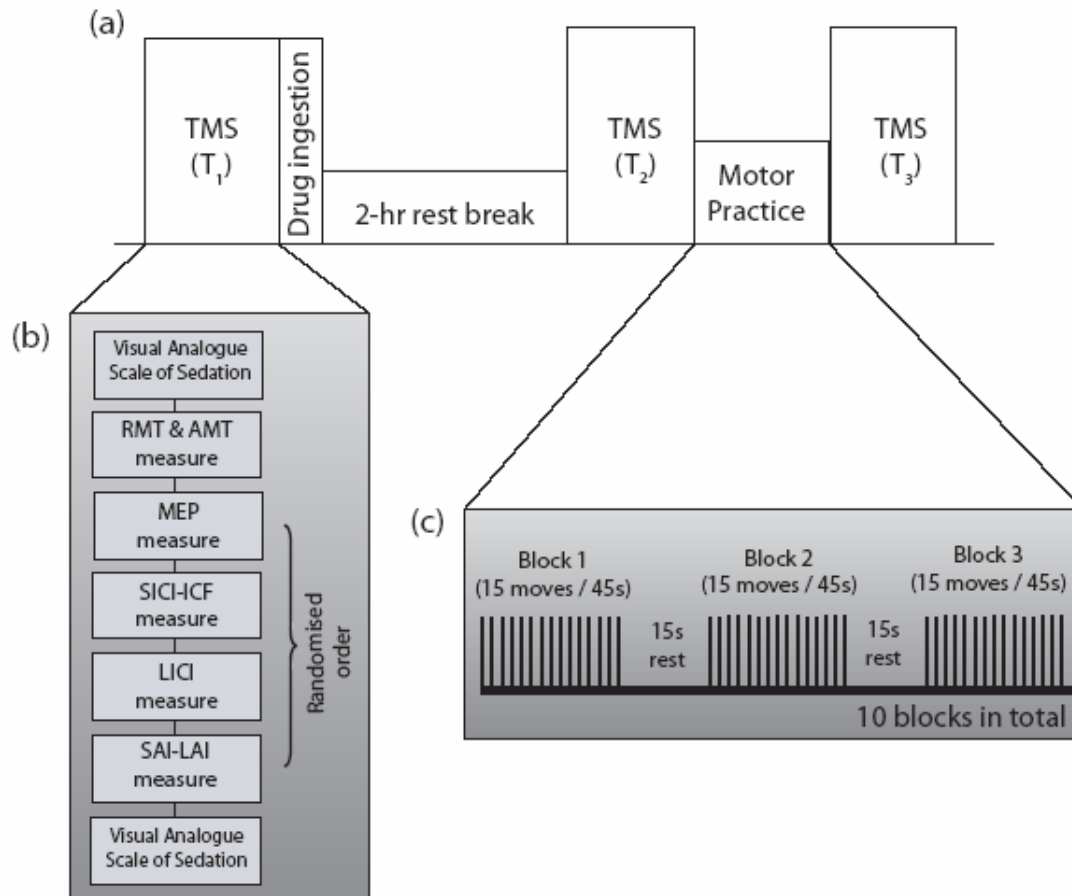 (a)
TMS
(T₁)
Drug ingestion
2-hr rest break
TMS
(T₂)
Motor
Practice
TMS
(T₃)
(b)
Visual Analogue
Scale of Sedation
RMT & AMT
measure
MEP
measure
SICI-ICF
measure
LICI
measure
SAI-LAI
measure
Visual Analogue
Scale of Sedation
Randomised
order
(c)
Block 1
(15 moves / 45s)
15s
rest
Block 2
(15 moves / 45s)
15s
rest
Block 3
(15 moves / 45s)
10 blocks in total